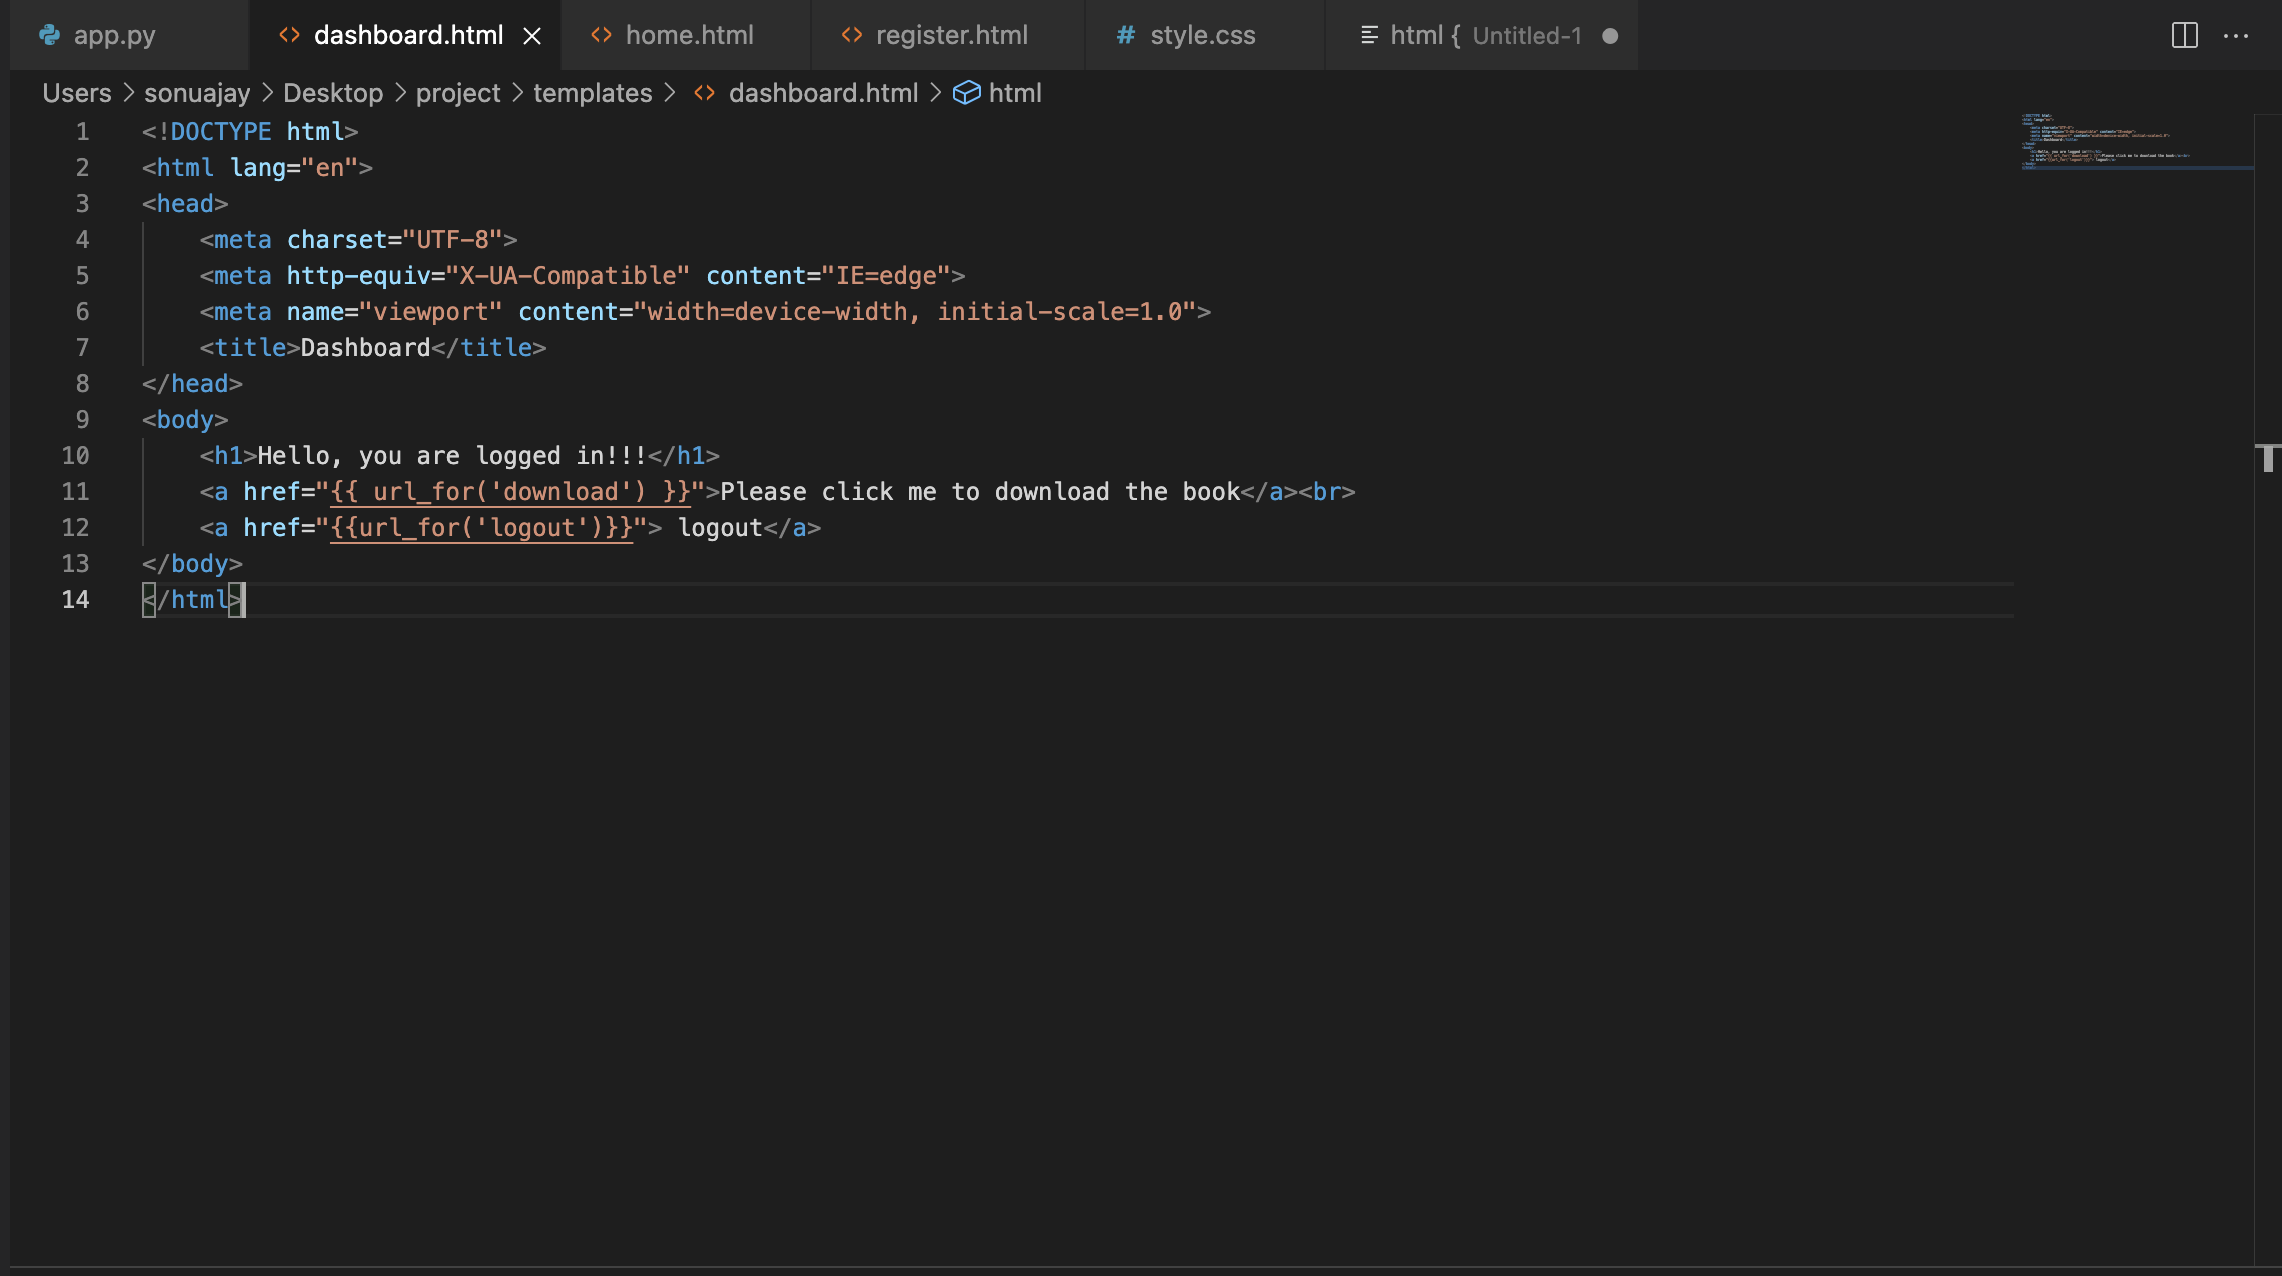 app.py dashboard.html home.html register.html style.css html { Untitled-1
Users > sonuajay > Desktop > project > templates > dashboard.html > html
1 <!DOCTYPE html>
2 <html lang="en">
3 <head>
4     <meta charset="UTF-8">
5     <meta http-equiv="X-UA-Compatible" content="IE=edge">
6     <meta name="viewport" content="width=device-width, initial-scale=1.0">
7     <title>Dashboard</title>
8 </head>
9 <body>
10     <h1>Hello, you are logged in!!!</h1>
11     <a href="{{ url_for('download') }}">Please click me to download the book</a><br>
12     <a href="{{url_for('logout')}}"> logout</a>
13 </body>
14 </html>